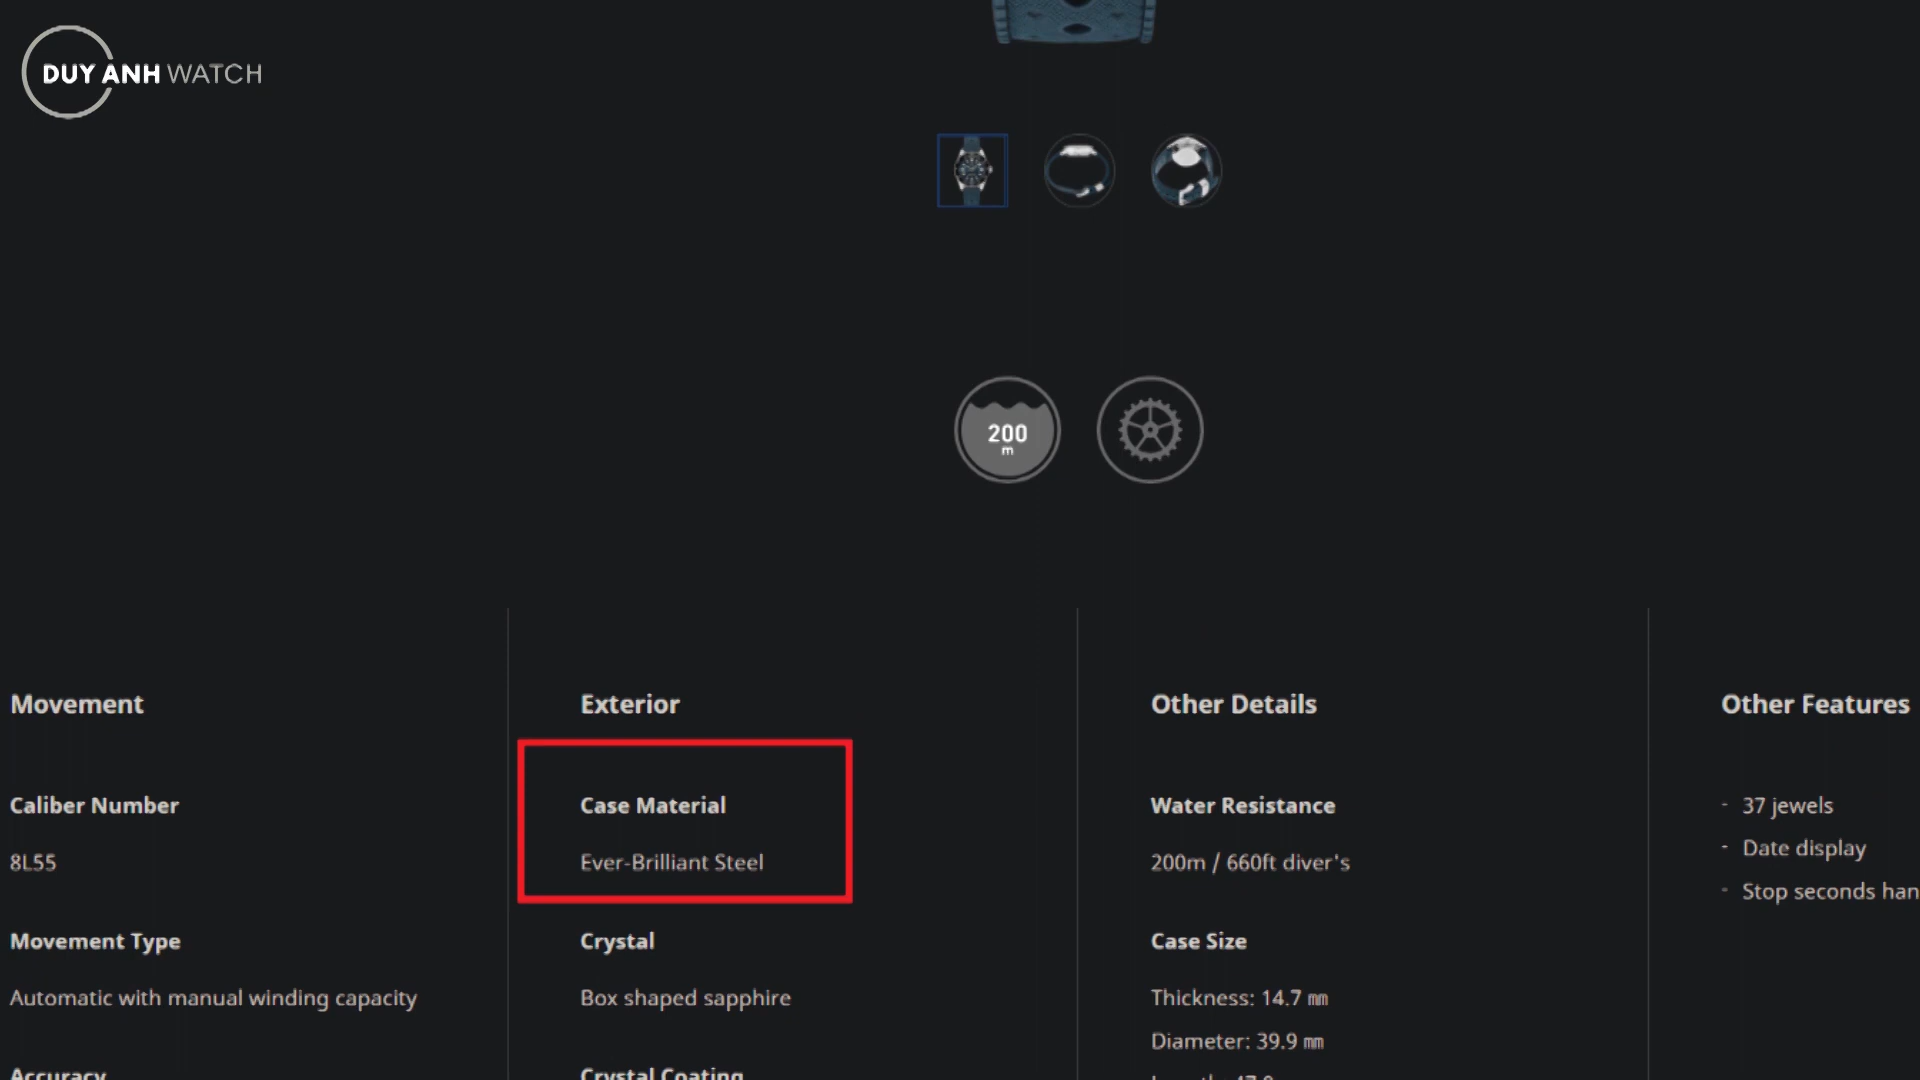 DUY ANH WATCH
200
m
Movement
Caliber Number
8L55
Movement Type
Automatic with manual winding capacity
Accuracy
Exterior
Case Material
Ever-Brilliant Steel
Crystal
Box shaped sapphire
Crystal Coating
Other Details
Water Resistance
200m / 660ft diver's
Case Size
Thickness: 14.7 ㎜
Diameter: 39.9 ㎜
Other Features
- 37 jewels
- Date display
- Stop seconds han